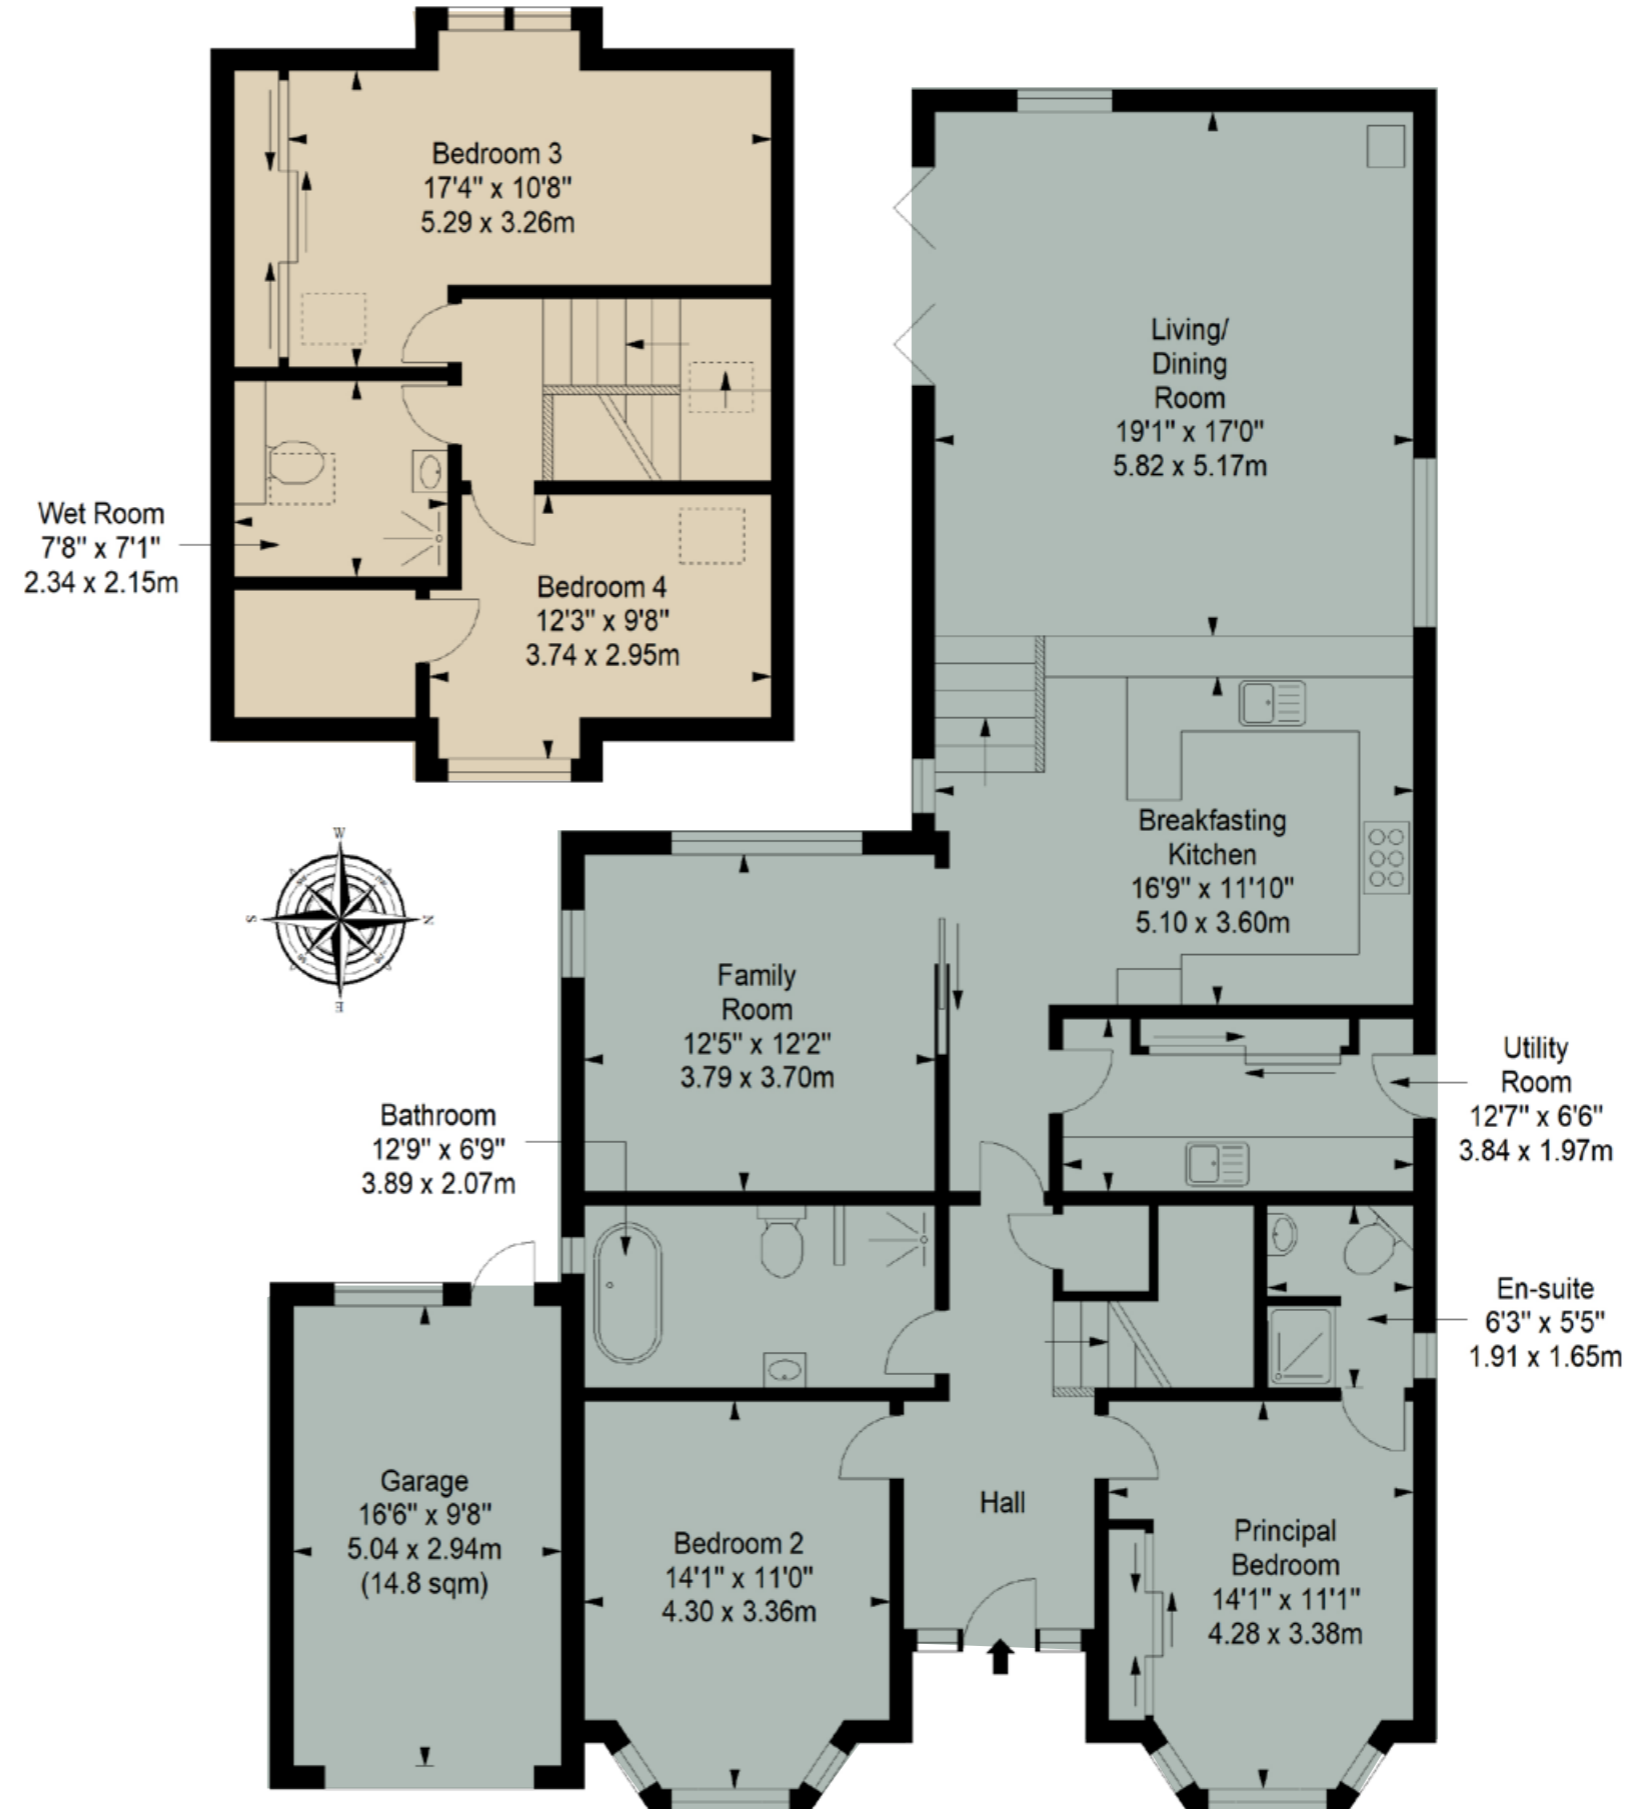 Bedroom 3
17'4" x 10'8"
5.29 x 3.26m
Wet Room
7'8" x 7'1"
2.34 x 2.15m
Bedroom 4
12'3" x 9'8"
3.74 x 2.95m
Living/
Dining
Room
19'1" x 17'0"
5.82 x 5.17m
W
S
N
E
Breakfasting
Kitchen
16'9" x 11'10"
5.10 x 3.60m
Family
Room
12'5" x 12'2"
3.79 x 3.70m
Utility
Room
12'7" x 6'6"
3.84 x 1.97m
Bathroom
12'9" x 6'9"
3.89 x 2.07m
En-suite
6'3" x 5'5"
1.91 x 1.65m
Garage
16'6" x 9'8"
5.04 x 2.94m
(14.8 sqm)
Bedroom 2
14'1" x 11'0"
4.30 x 3.36m
Hall
Principal
Bedroom
14'1" x 11'1"
4.28 x 3.38m